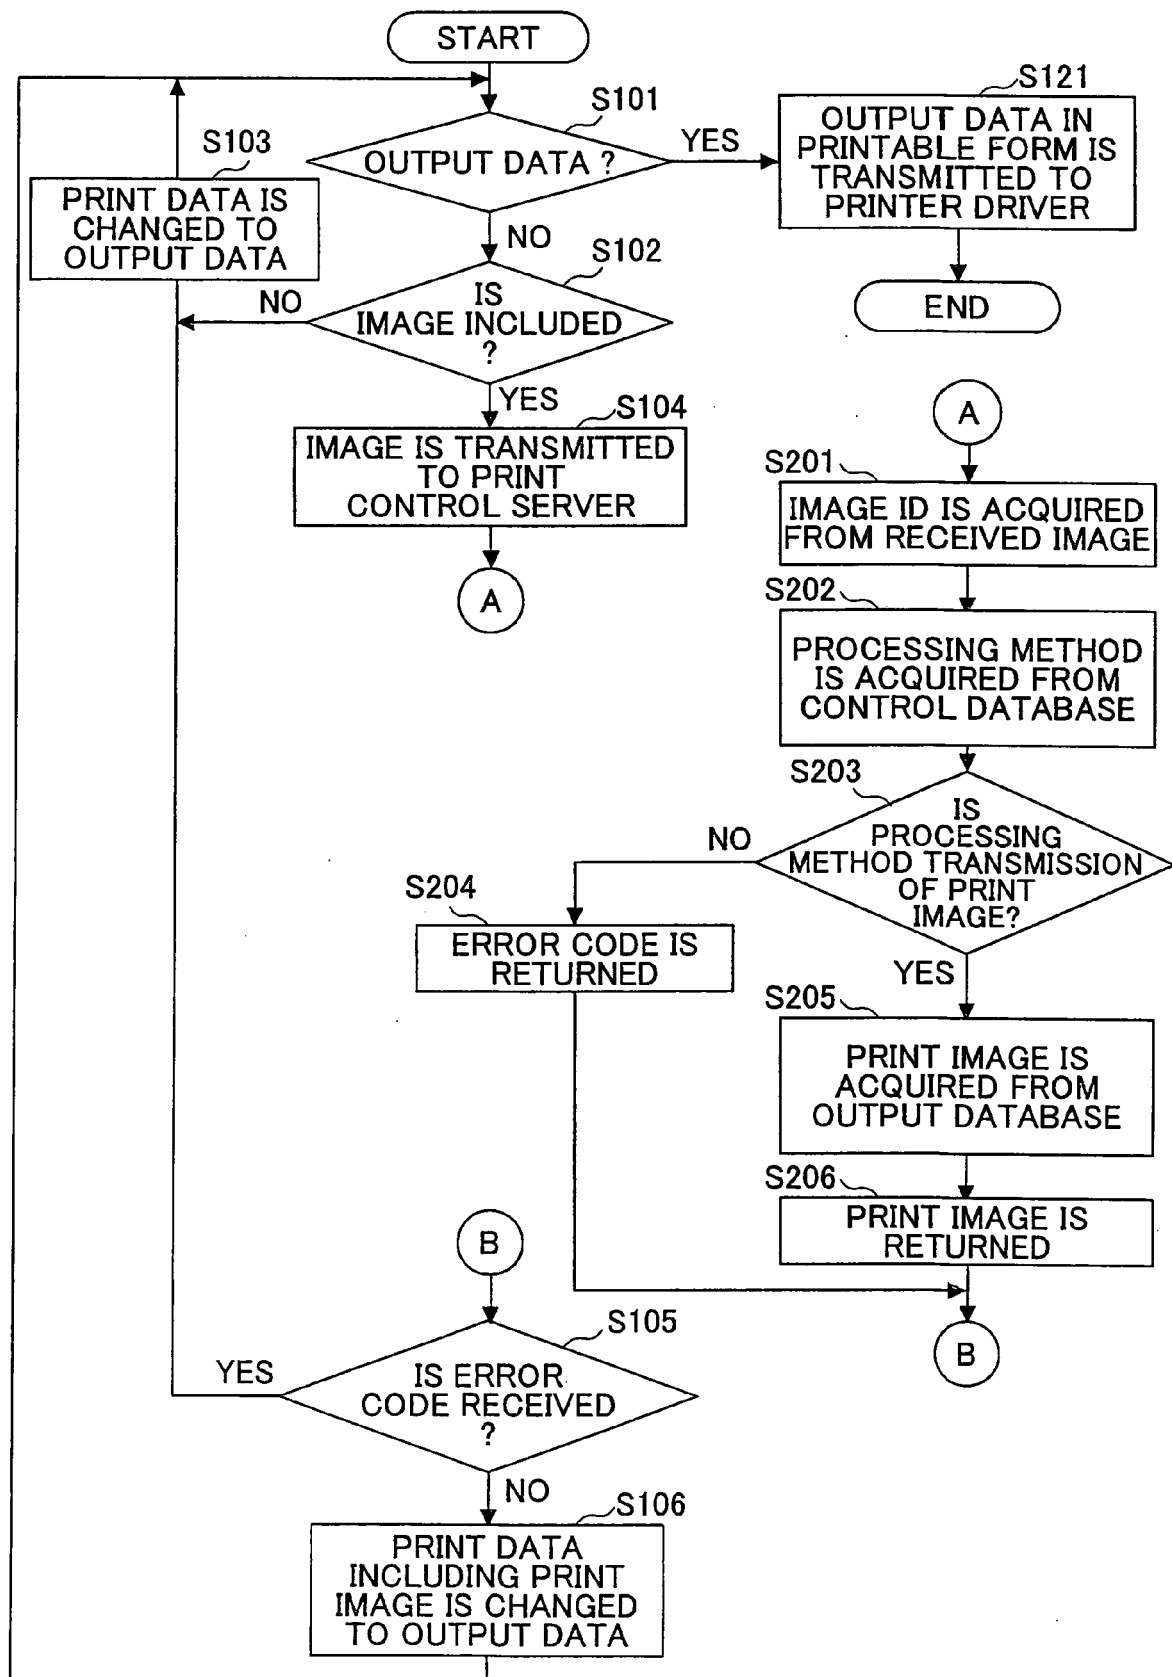 START
S101
OUTPUT DATA ?
YES
S121
OUTPUT DATA IN
PRINTABLE FORM IS
TRANSMITTED TO
PRINTER DRIVER
END
S103
PRINT DATA IS
CHANGED TO
OUTPUT DATA
NO
S102
IS
IMAGE INCLUDED
?
NO
YES
S104
IMAGE IS TRANSMITTED
TO PRINT
CONTROL SERVER
A
A
S201
IMAGE ID IS ACQUIRED
FROM RECEIVED IMAGE
S202
PROCESSING METHOD
IS ACQUIRED FROM
CONTROL DATABASE
S203
IS
PROCESSING
METHOD TRANSMISSION
OF PRINT
IMAGE?
NO
S204
ERROR CODE IS
RETURNED
YES
S205
PRINT IMAGE IS
ACQUIRED FROM
OUTPUT DATABASE
S206
PRINT IMAGE IS
RETURNED
B
B
S105
IS ERROR
CODE RECEIVED
?
YES
NO
S106
PRINT DATA
INCLUDING PRINT
IMAGE IS CHANGED
TO OUTPUT DATA